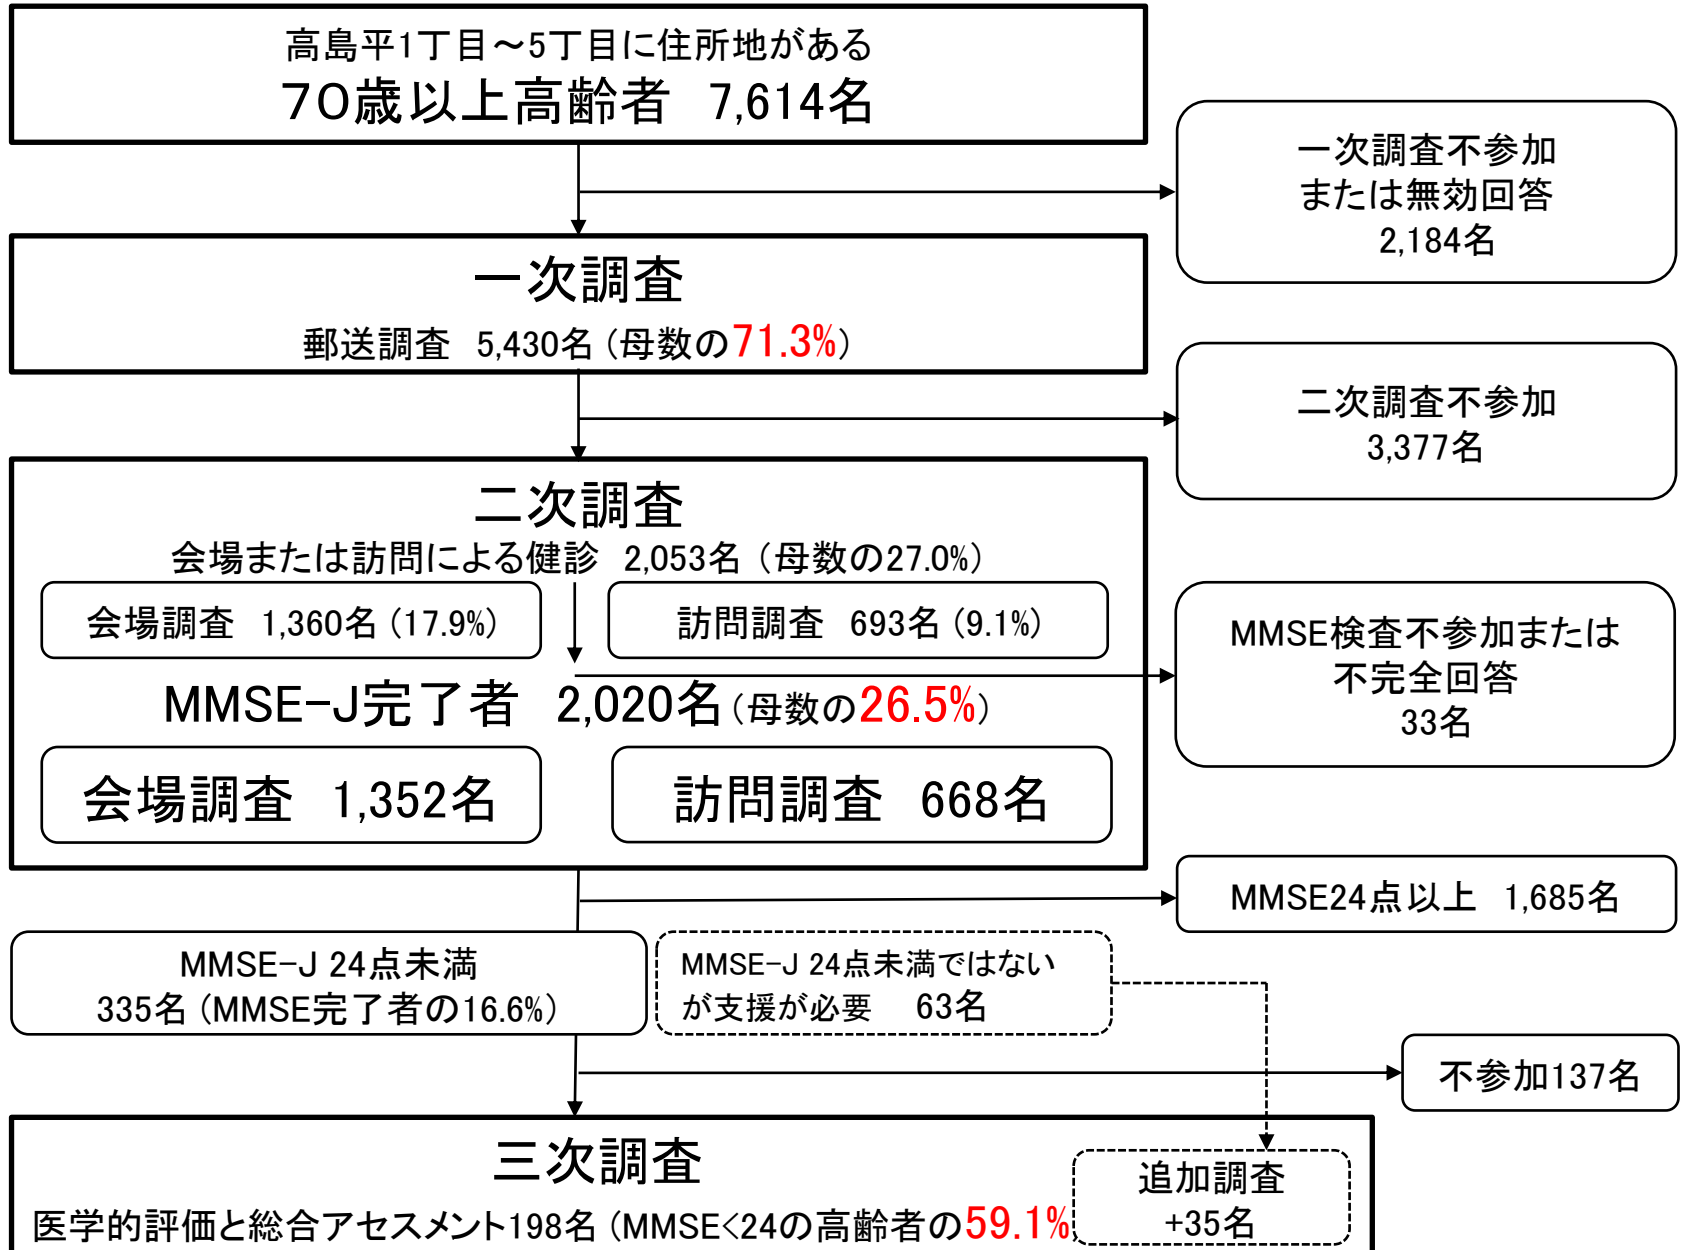 高島平1丁目～5丁目に住所地がある
７０歳以上高齢者　7,614名
一次調査不参加
または無効回答
2,184名
一次調査
郵送調査　5,430名（母数の71.3%）
二次調査不参加
3,377名
二次調査
会場または訪問による健診　2,053名（母数の27.0%）
会場調査　1,360名（17.9%）
訪問調査　693名（9.1%）
MMSE検査不参加または
不完全回答
33名
MMSE-J完了者　2,020名（母数の26.5%）
会場調査　1,352名
訪問調査　668名
MMSE24点以上　1,685名
MMSE-J 24点未満
335名（MMSE完了者の16.6%）
MMSE-J 24点未満ではない
が支援が必要　63名
不参加137名
三次調査
医学的評価と総合アセスメント198名（MMSE<24の高齢者の59.1%
追加調査
+35名